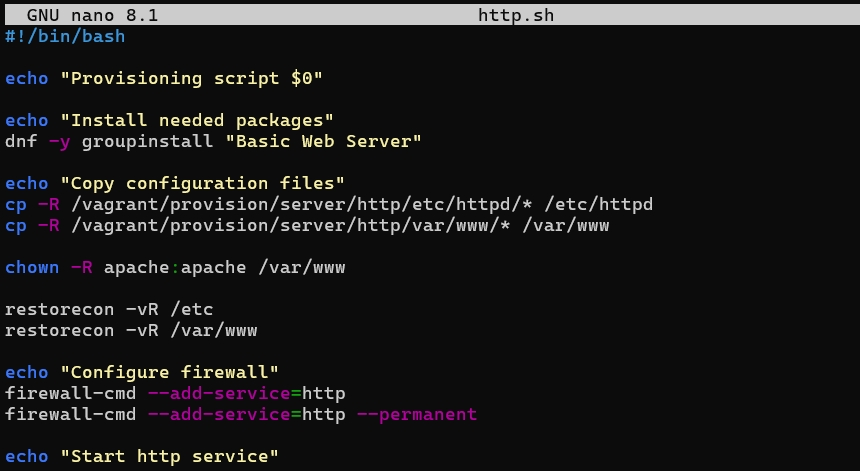 GNU nano 8.1 http.sh
#!/bin/bash
echo "Provisioning script $0"
echo "Install needed packages"
dnf -y groupinstall "Basic Web Server"
echo "Copy configuration files"
cp -R /vagrant/provision/server/http/etc/httpd/* /etc/httpd
cp -R /vagrant/provision/server/http/var/www/* /var/www
chown -R apache:apache /var/www
restorecon -vR /etc
restorecon -vR /var/www
echo "Configure firewall"
firewall-cmd --add-service=http
firewall-cmd --add-service=http --permanent
echo "Start http service"